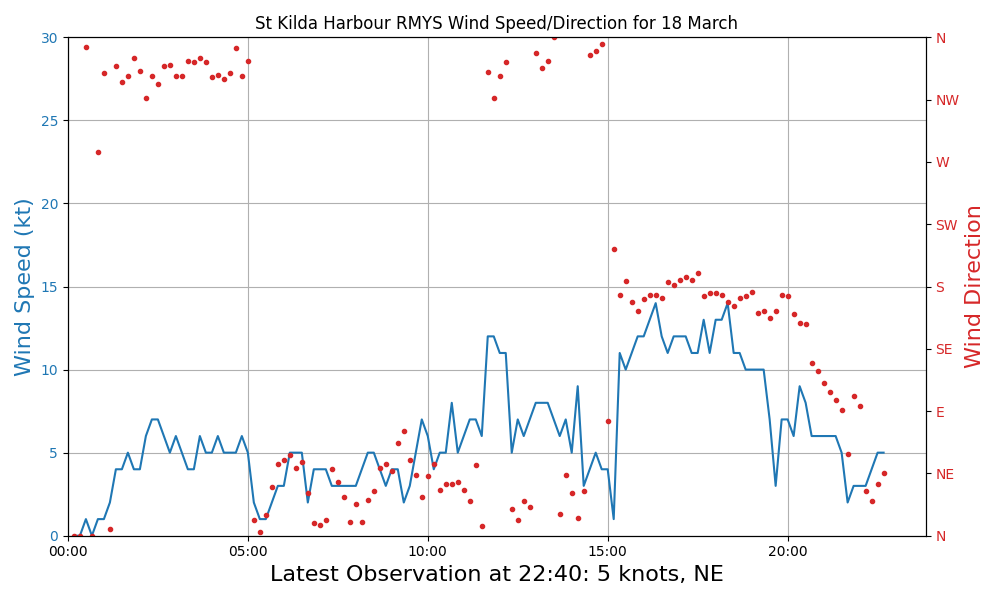 St Kilda Harbour RMYS Wind Speed/Direction for 18 March
30
25
20
15
10
5
0
Wind Speed (kt)
00:00
05:00
10:00
15:00
20:00
Latest Observation at 22:40: 5 knots, NE
N
NW
W
SW
S
SE
E
NE
N
Wind Direction